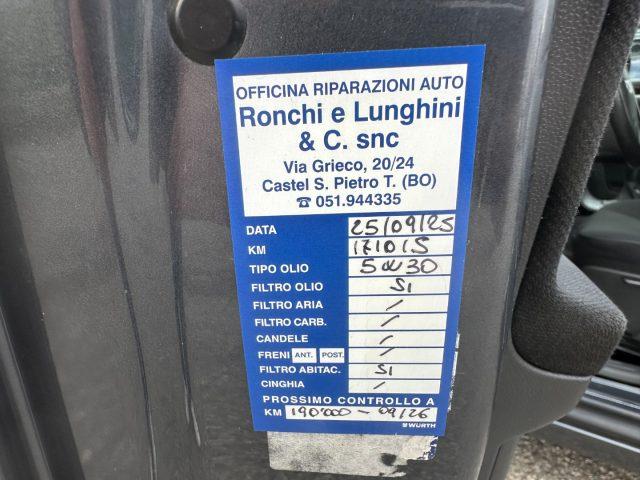 OFFICINA RIPARAZIONI AUTO
Ronchi e Lunghini
& C. snc
Via Grieco, 20/24
Castel S. Pietro T. (BO)
☎ 051.944335
DATA 25/09/25
KM 171015
TIPO OLIO 5W30
FILTRO OLIO SI
FILTRO ARIA /
FILTRO CARB. /
CANDELE /
FRENI ANT. POST. /
FILTRO ABITAC. SI
CINGHIA /
PROSSIMO CONTROLLO A
KM 190'000 - 09/26
WÜRTH